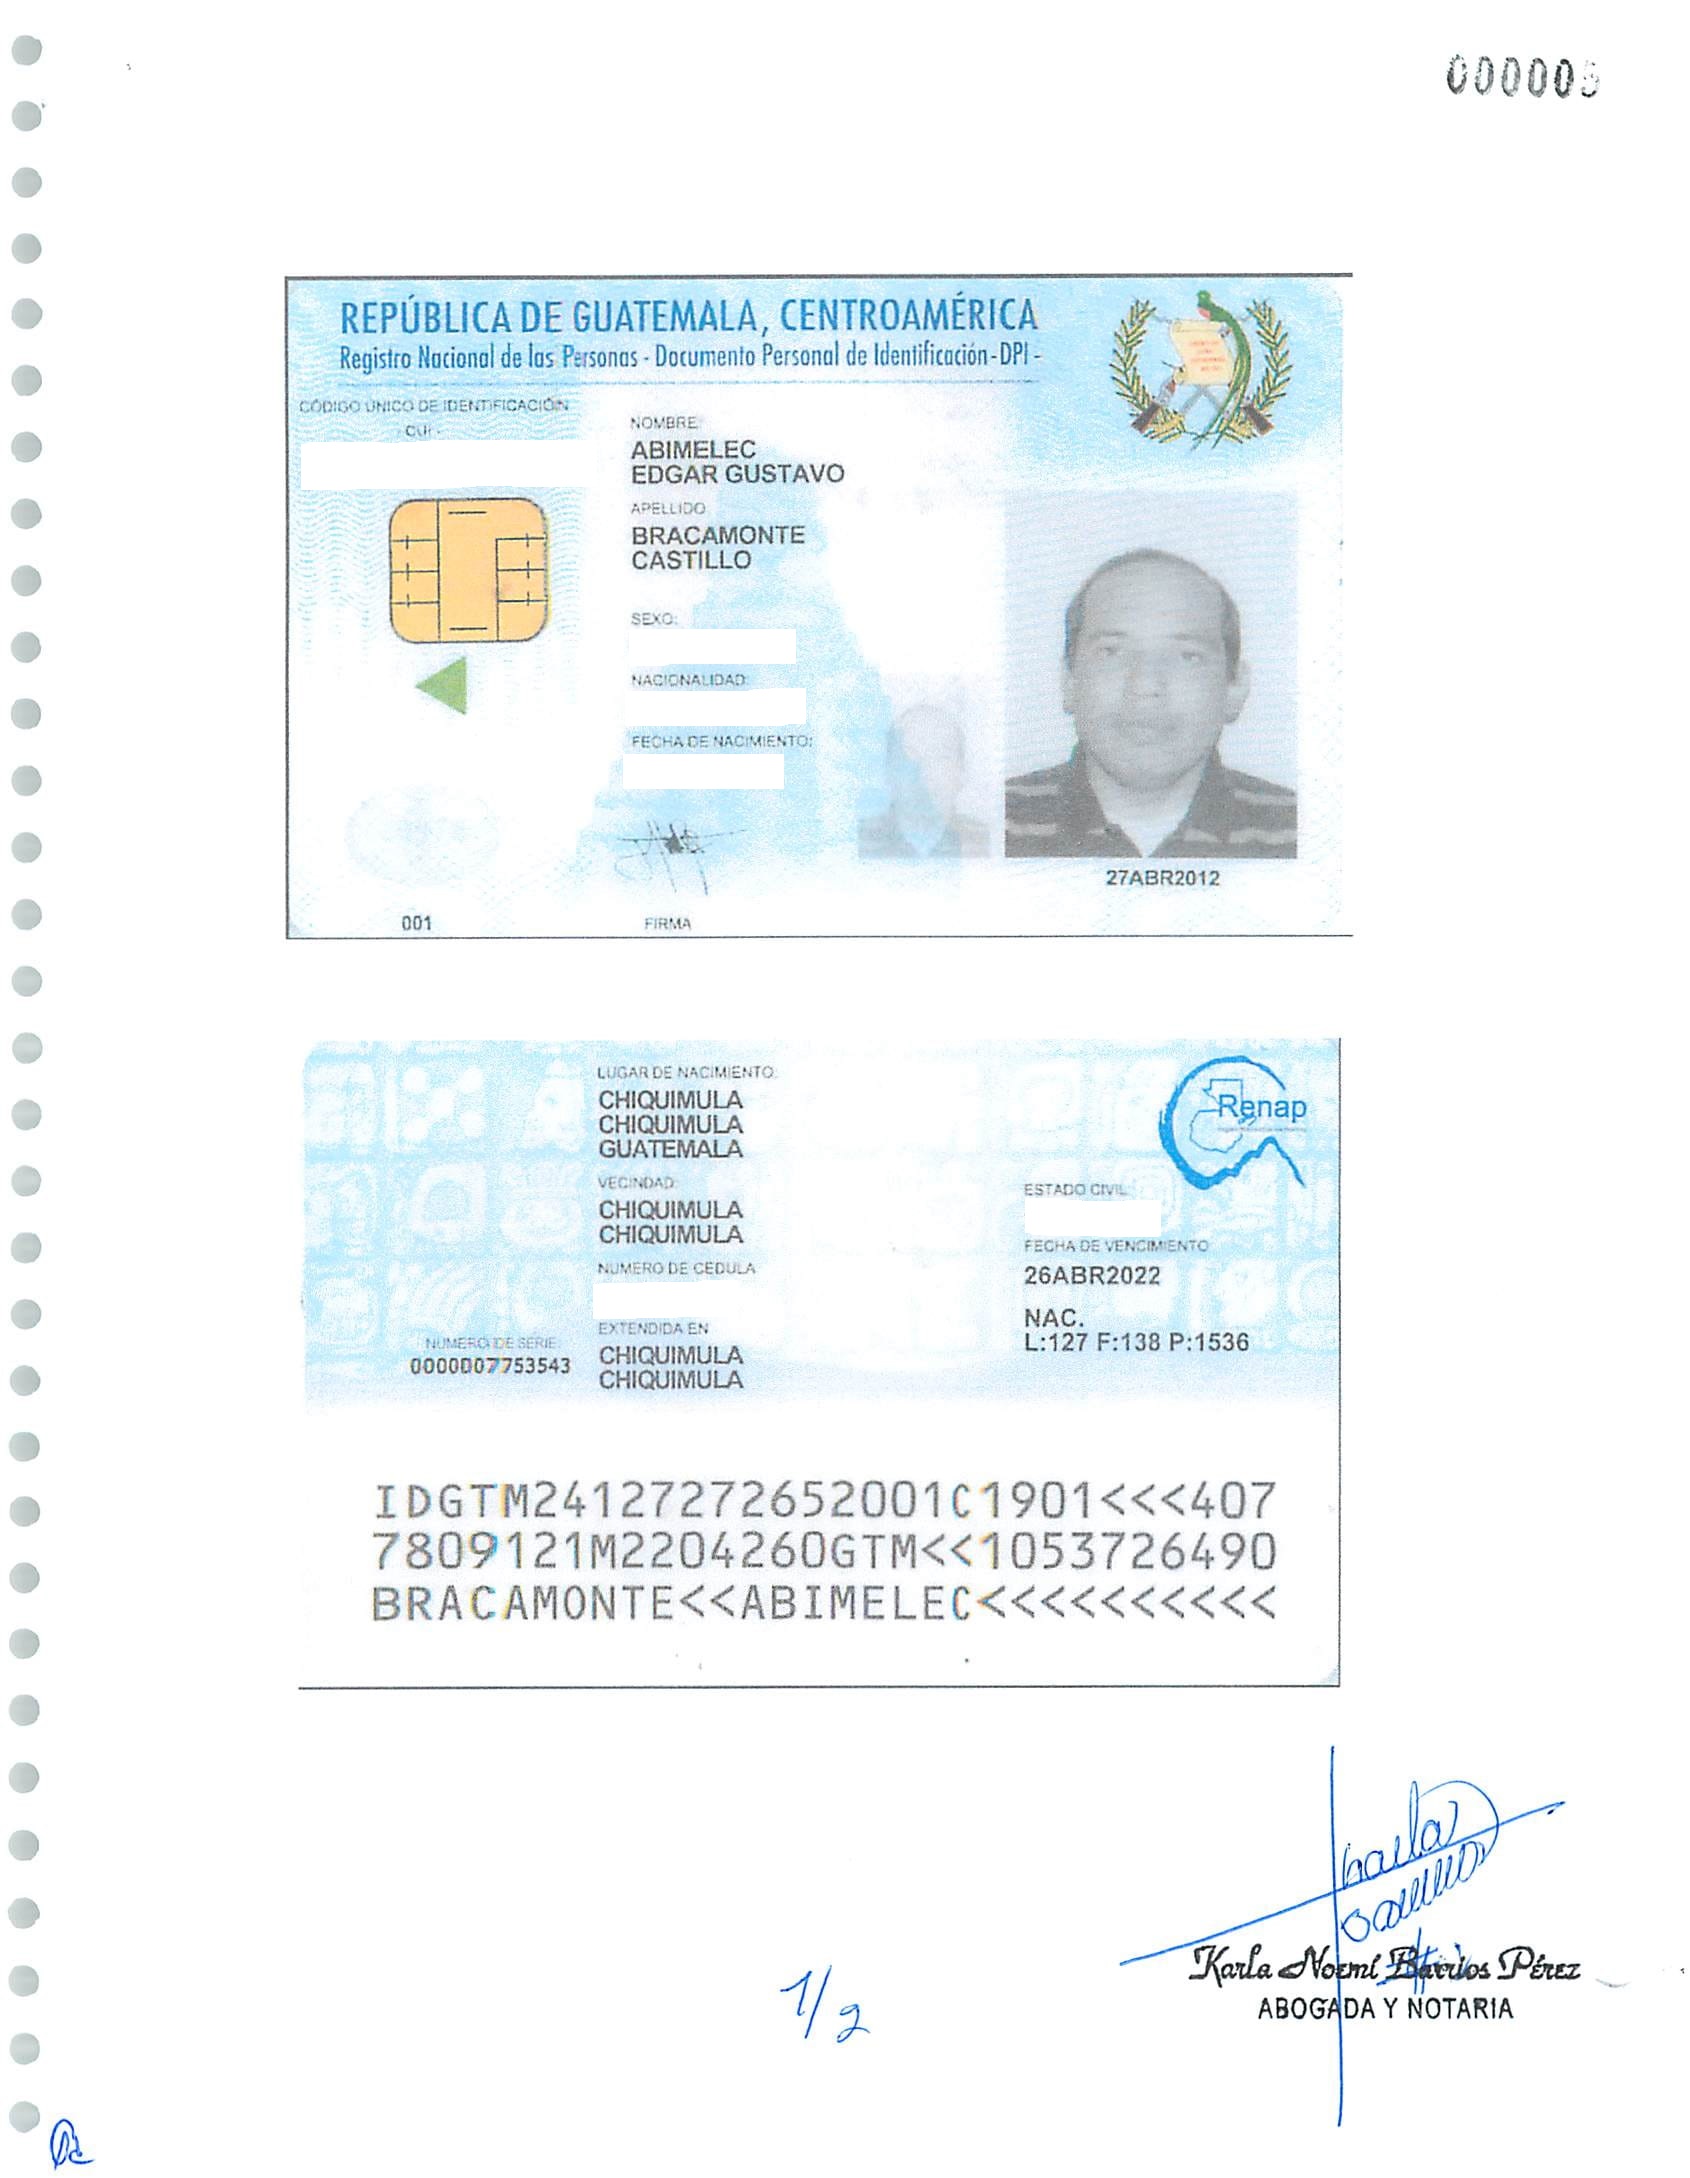 000005
REPÚBLICA DE GUATEMALA, CENTROAMÉRICA
Registro Nacional de las Personas - Documento Personal de Identificación -DPI -
CÓDIGO ÚNICO DE IDENTIFICACIÓN
- CUI -
NOMBRE:
ABIMELEC
EDGAR GUSTAVO
APELLIDO
BRACAMONTE
CASTILLO
SEXO:
NACIONALIDAD:
FECHA DE NACIMIENTO:
27ABR2012
001
FIRMA
LUGAR DE NACIMIENTO:
CHIQUIMULA
CHIQUIMULA
GUATEMALA
VECINDAD:
CHIQUIMULA
CHIQUIMULA
NUMERO DE CEDULA
EXTENDIDA EN
CHIQUIMULA
CHIQUIMULA
NUMERO DE SERIE:
0000007753543
Renap
ESTADO CIVIL:
FECHA DE VENCIMIENTO
26ABR2022
NAC.
L:127 F:138 P:1536
IDGTM24127272652001C1901<<<407
7809121M2204260GTM<<1053726490
BRACAMONTE<<ABIMELEC<<<<<<<<<<
Karla Noemí Barrios Pérez
ABOGADA Y NOTARIA
1/2